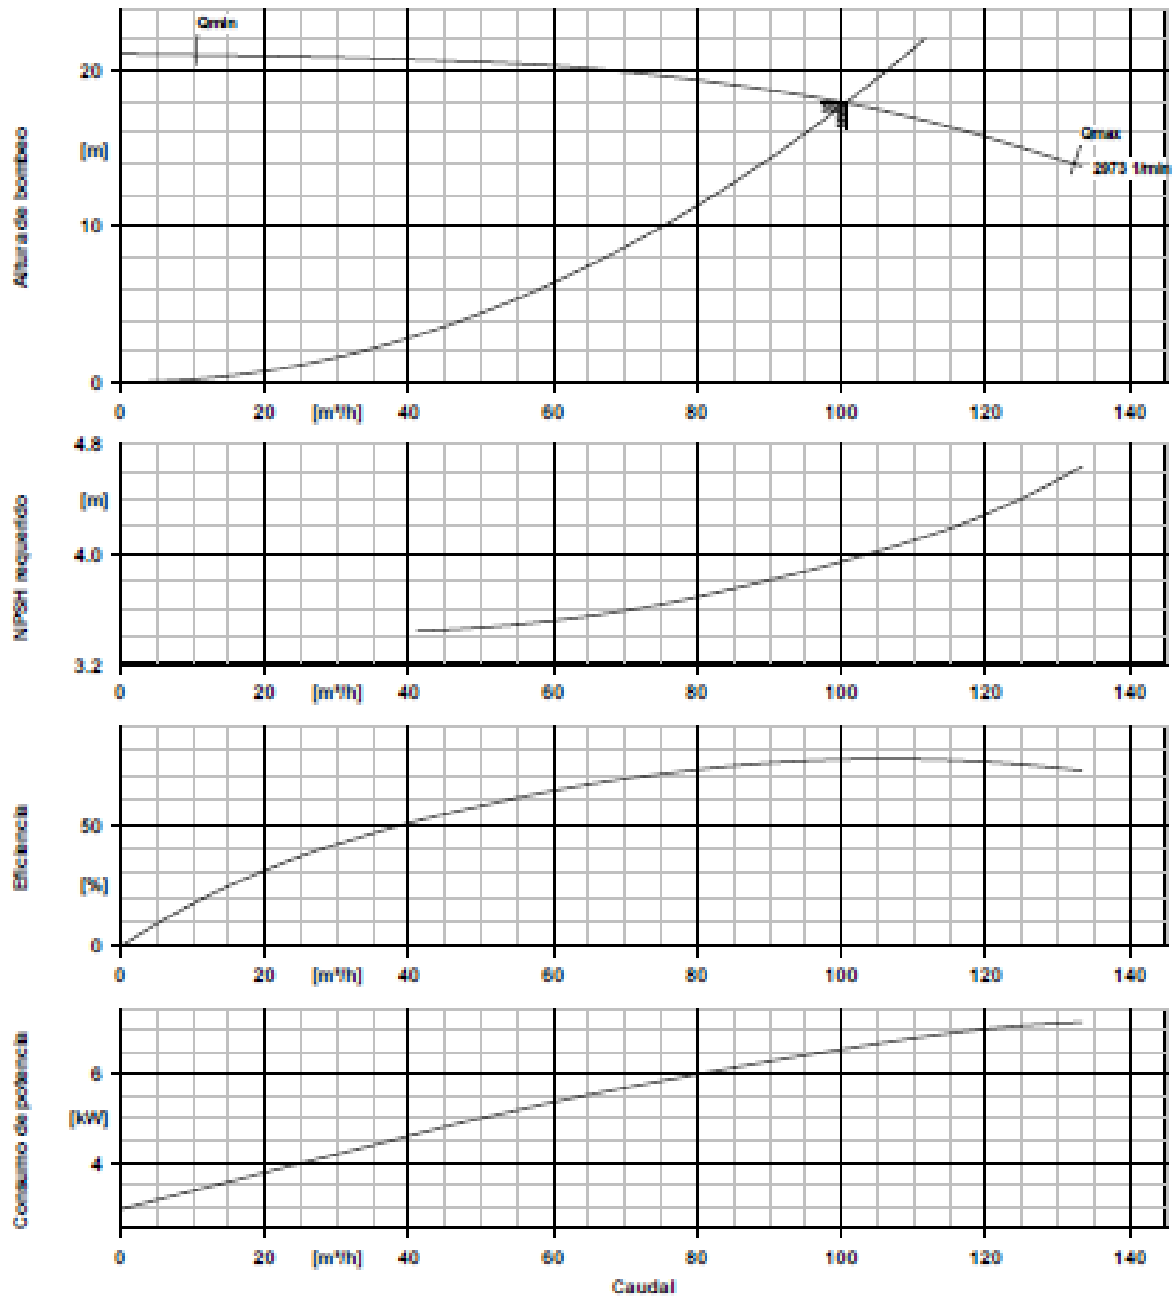 Qmin
20
Altura de bombeo
[m]
Qmax
2973 1/min
10
0
0 20 [m³/h] 40 60 80 100 120 140
4.8
NPSH requerido
[m]
4.0
3.2
0 20 [m³/h] 40 60 80 100 120 140
Eficiencia
50
[%]
0
0 20 [m³/h] 40 60 80 100 120 140
Consumo de potencia
6
[kW]
4
0 20 [m³/h] 40 60 80 100 120 140
Caudal